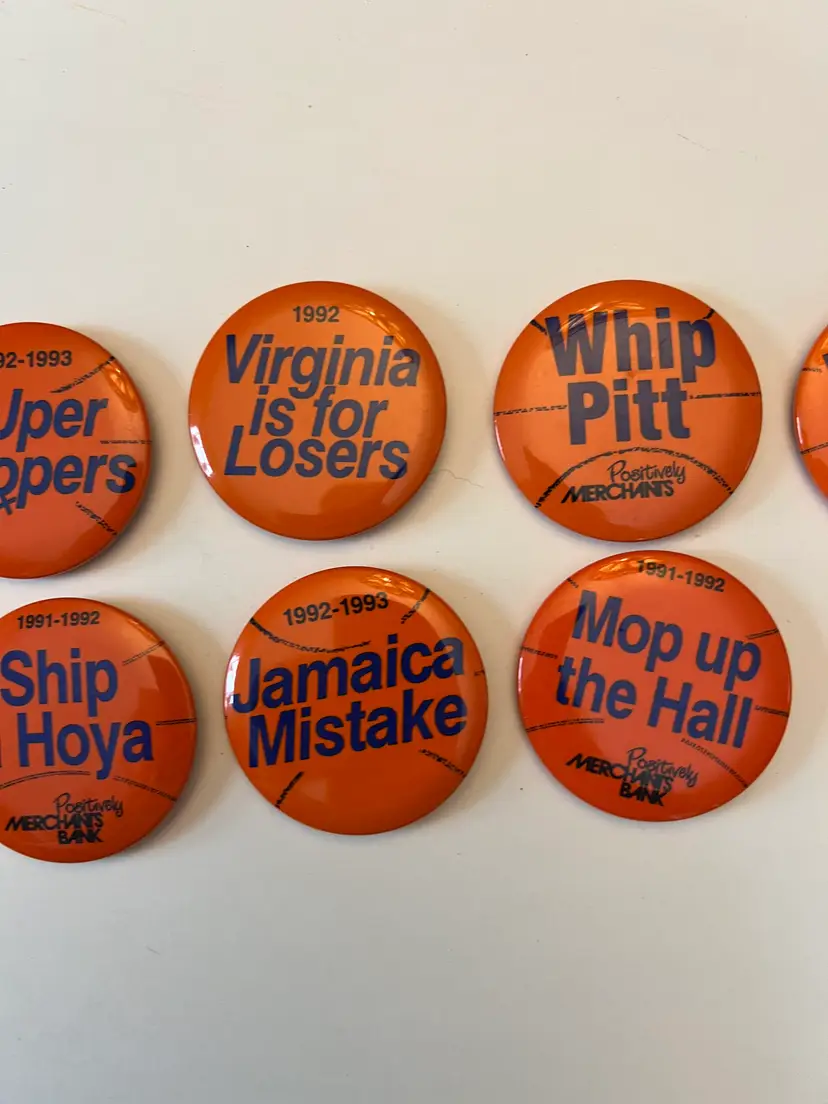 92-1993
Uper
opers
1992
Virginia
is for
Losers
Whip
Pitt
Positively
MERCHANTS
1991-1992
Ship
Hoya
Positively
MERCHANTS
BANK
1992-1993
Jamaica
Mistake
1991-1992
Mop up
the Hall
Positively
MERCHANTS
BANK